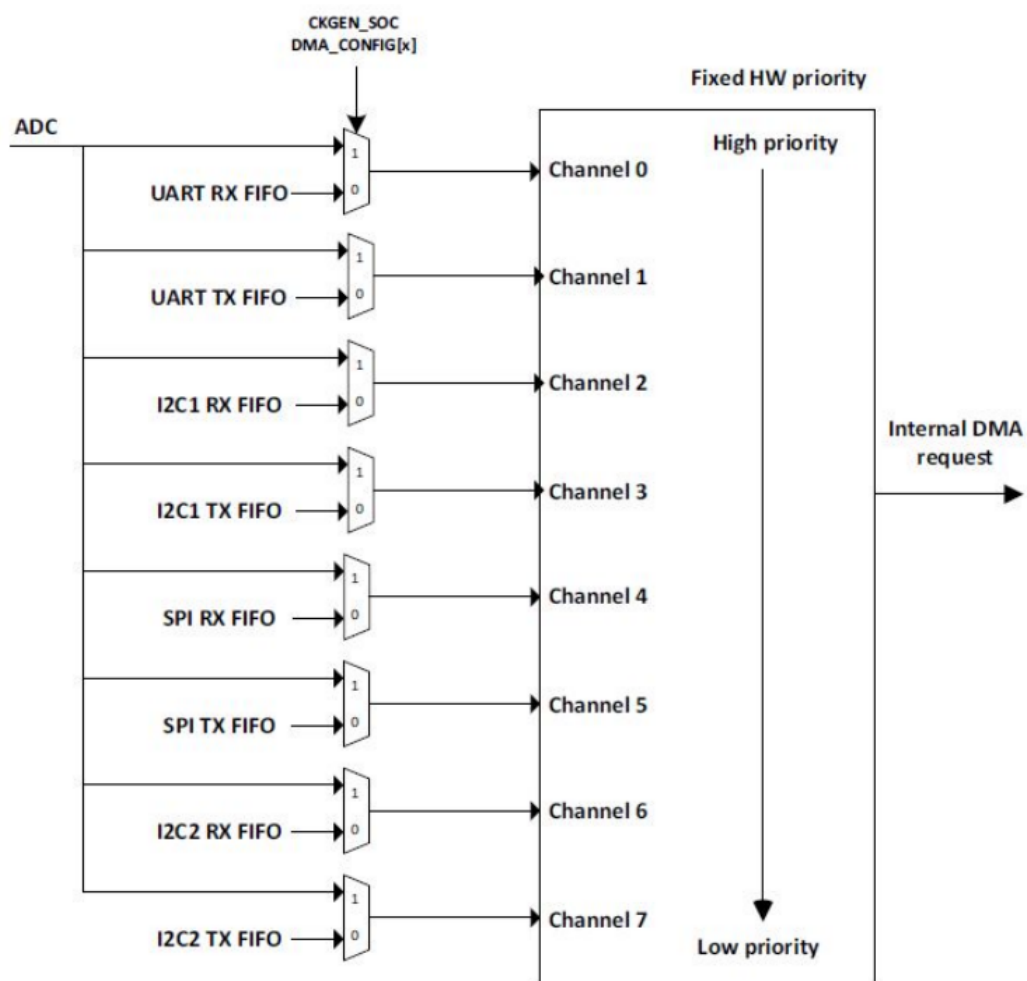 CKGEN_SOC
DMA_CONFIG[x]
Fixed HW priority
ADC
High priority
1
0
UART RX FIFO
Channel 0
1
0
UART TX FIFO
Channel 1
1
0
I2C1 RX FIFO
Channel 2
Internal DMA
request
1
0
I2C1 TX FIFO
Channel 3
1
0
SPI RX FIFO
Channel 4
1
0
SPI TX FIFO
Channel 5
1
0
I2C2 RX FIFO
Channel 6
1
0
I2C2 TX FIFO
Channel 7
Low priority